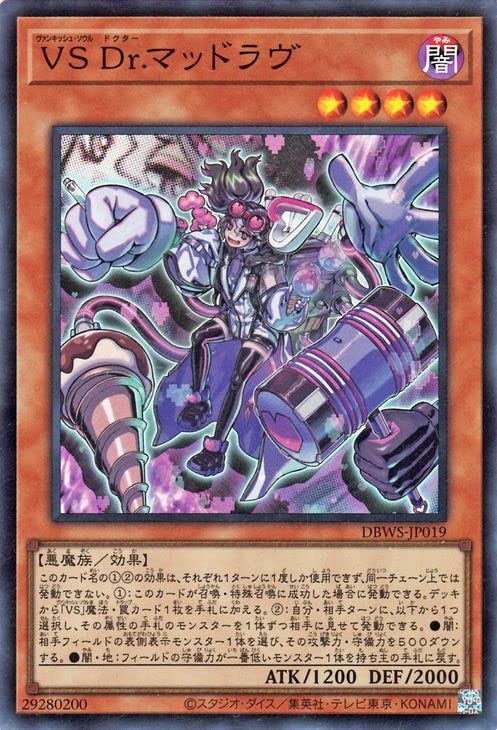 ヴァンキッシュ・ソウル ドクター
VS Dr.マッドラヴ
やみ
闇
DBWS-JP019
【悪魔族/効果】
このカード名の①②の効果は、それぞれ1ターンに1度しか使用できず、同一チェーン上では
発動できない。①:このカードが召喚・特殊召喚に成功した場合に発動できる。デッキ
から「VS」魔法・罠カード1枚を手札に加える。②:自分・相手ターンに、以下から1つ
選択し、その属性の手札のモンスターを1体ずつ相手に見せて発動できる。●闇:
相手フィールドの表側表示モンスター1体を選び、その攻撃力・守備力を500ダウ
ンする。●闇・地:フィールドの守備力が一番低いモンスター1体を持ち主の手札に戻す。
ATK/1200 DEF/2000
29280200
©スタジオ・ダイス/集英社・テレビ東京・KONAMI